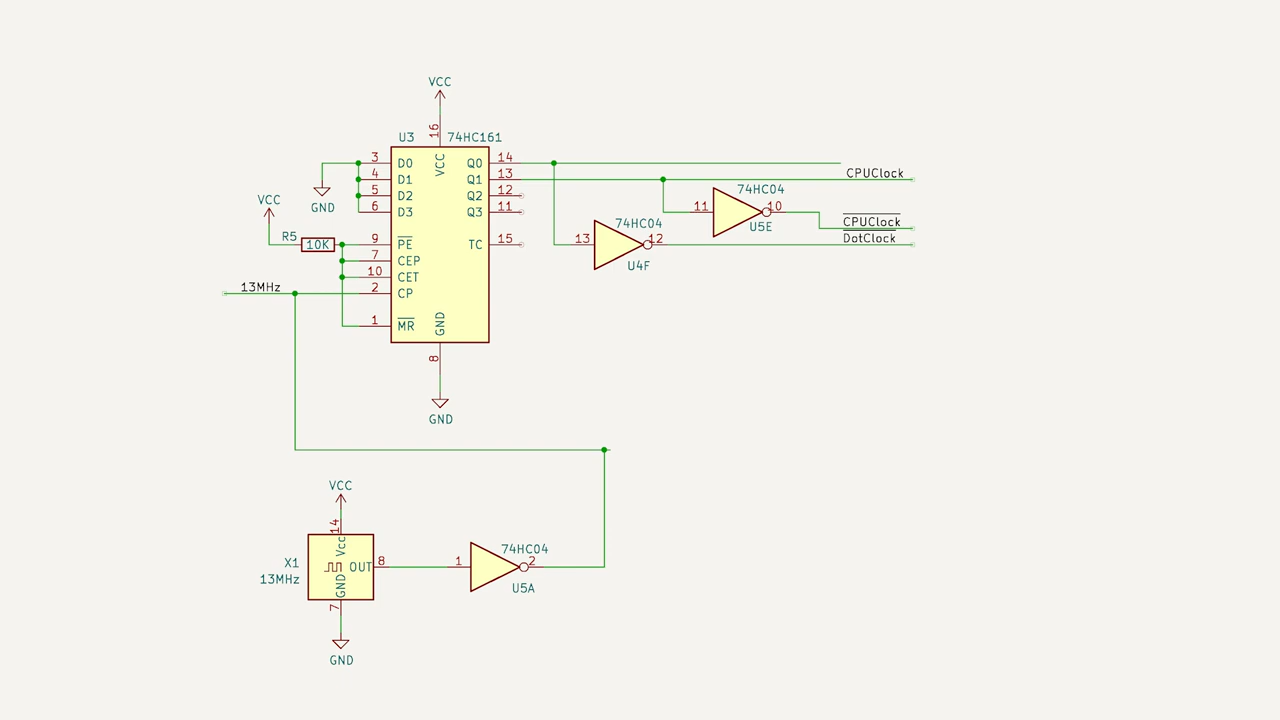 VCC
16
U3 74HC161
3 D0 VCC Q0 14
4 D1 Q1 13
5 D2 Q2 12
6 D3 Q3 11
GND
VCC
R5 10K
9 PE TC 15
7 CEP
10 CET
13MHz 2 CP
1 MR GND
8
GND
CPUClock
74HC04
11 10
U5E
CPUClock
74HC04
13 12
U4F
DotClock
VCC
14
X1
13MHz
Vcc
OUT 8
GND
7
GND
74HC04
1 2
U5A